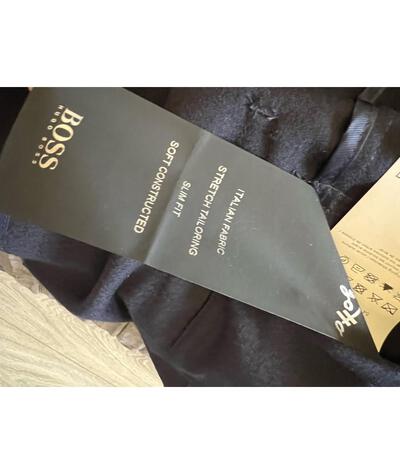 BOSS
HUGO BOSS
ITALIAN FABRIC
STRETCH TAILORING
SLIM FIT
SOFT CONSTRUCTED